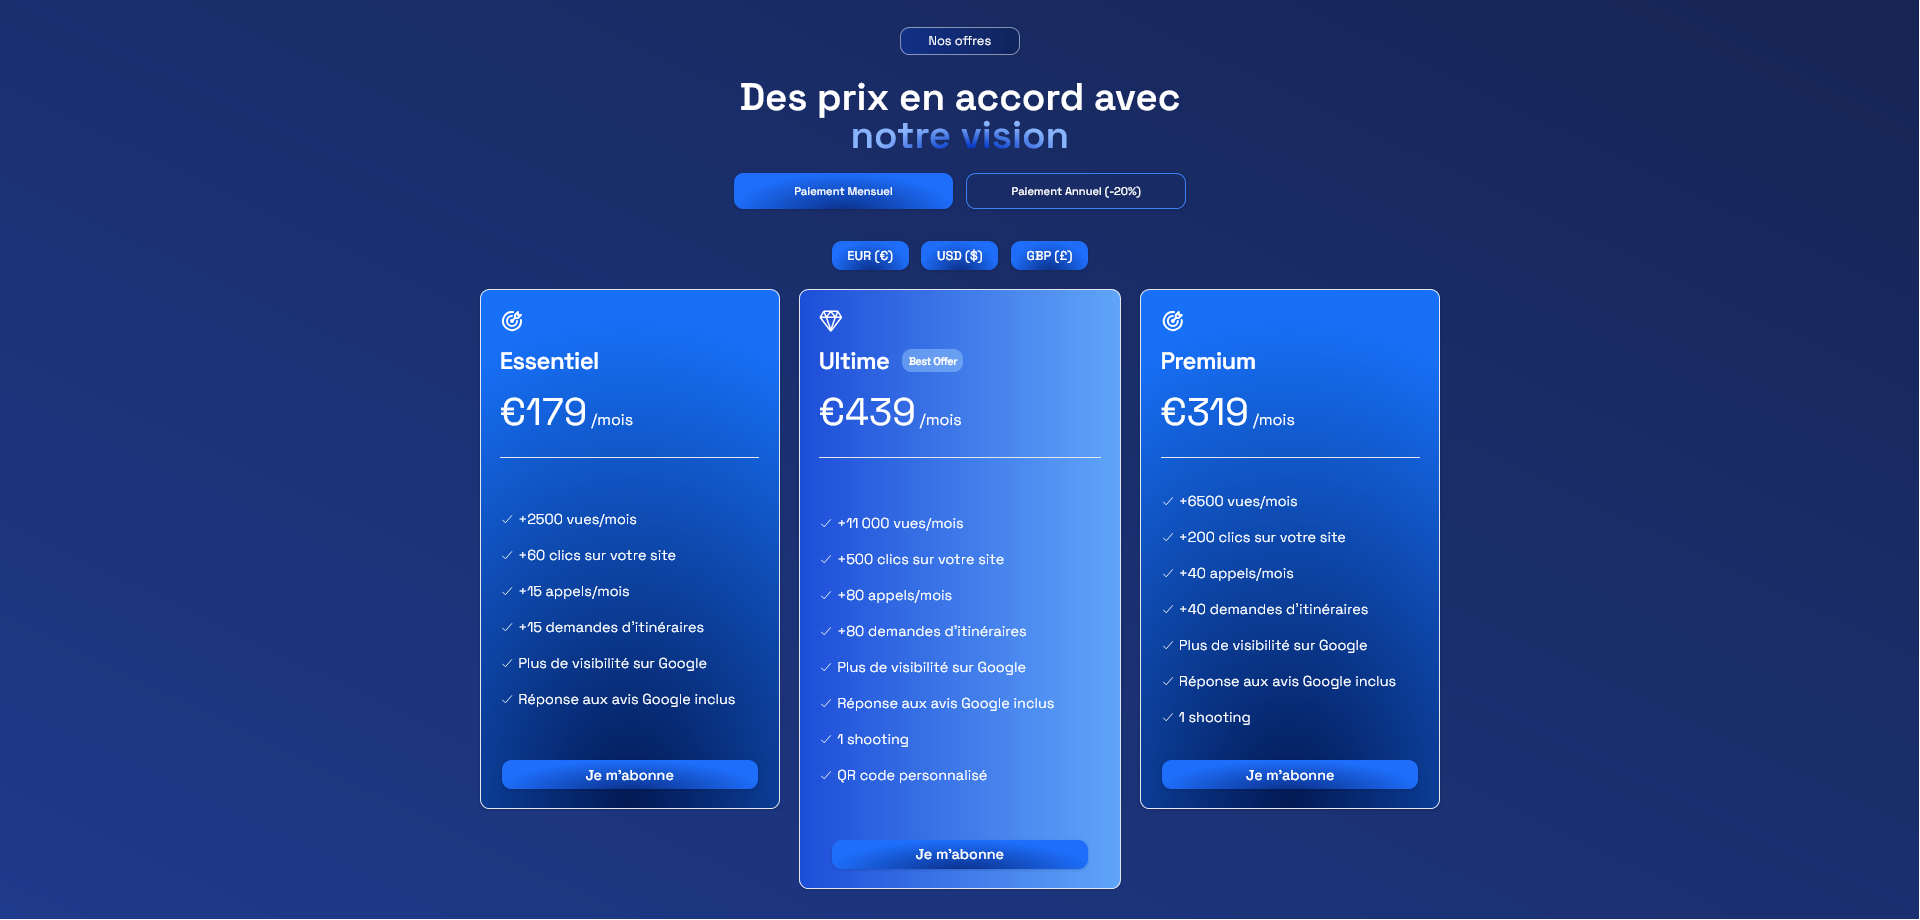 Nos offres
Des prix en accord avec
notre vision
Paiement Mensuel
Paiement Annuel (-20%)
EUR (€)
USD ($)
GBP (£)
Essentiel
€179 /mois
+2500 vues/mois
+60 clics sur votre site
+15 appels/mois
+15 demandes d'itinéraires
Plus de visibilité sur Google
Réponse aux avis Google inclus
Je m'abonne
Ultime
Best Offer
€439 /mois
+11 000 vues/mois
+500 clics sur votre site
+80 appels/mois
+80 demandes d'itinéraires
Plus de visibilité sur Google
Réponse aux avis Google inclus
1 shooting
QR code personnalisé
Je m'abonne
Premium
€319 /mois
+6500 vues/mois
+200 clics sur votre site
+40 appels/mois
+40 demandes d'itinéraires
Plus de visibilité sur Google
Réponse aux avis Google inclus
1 shooting
Je m'abonne